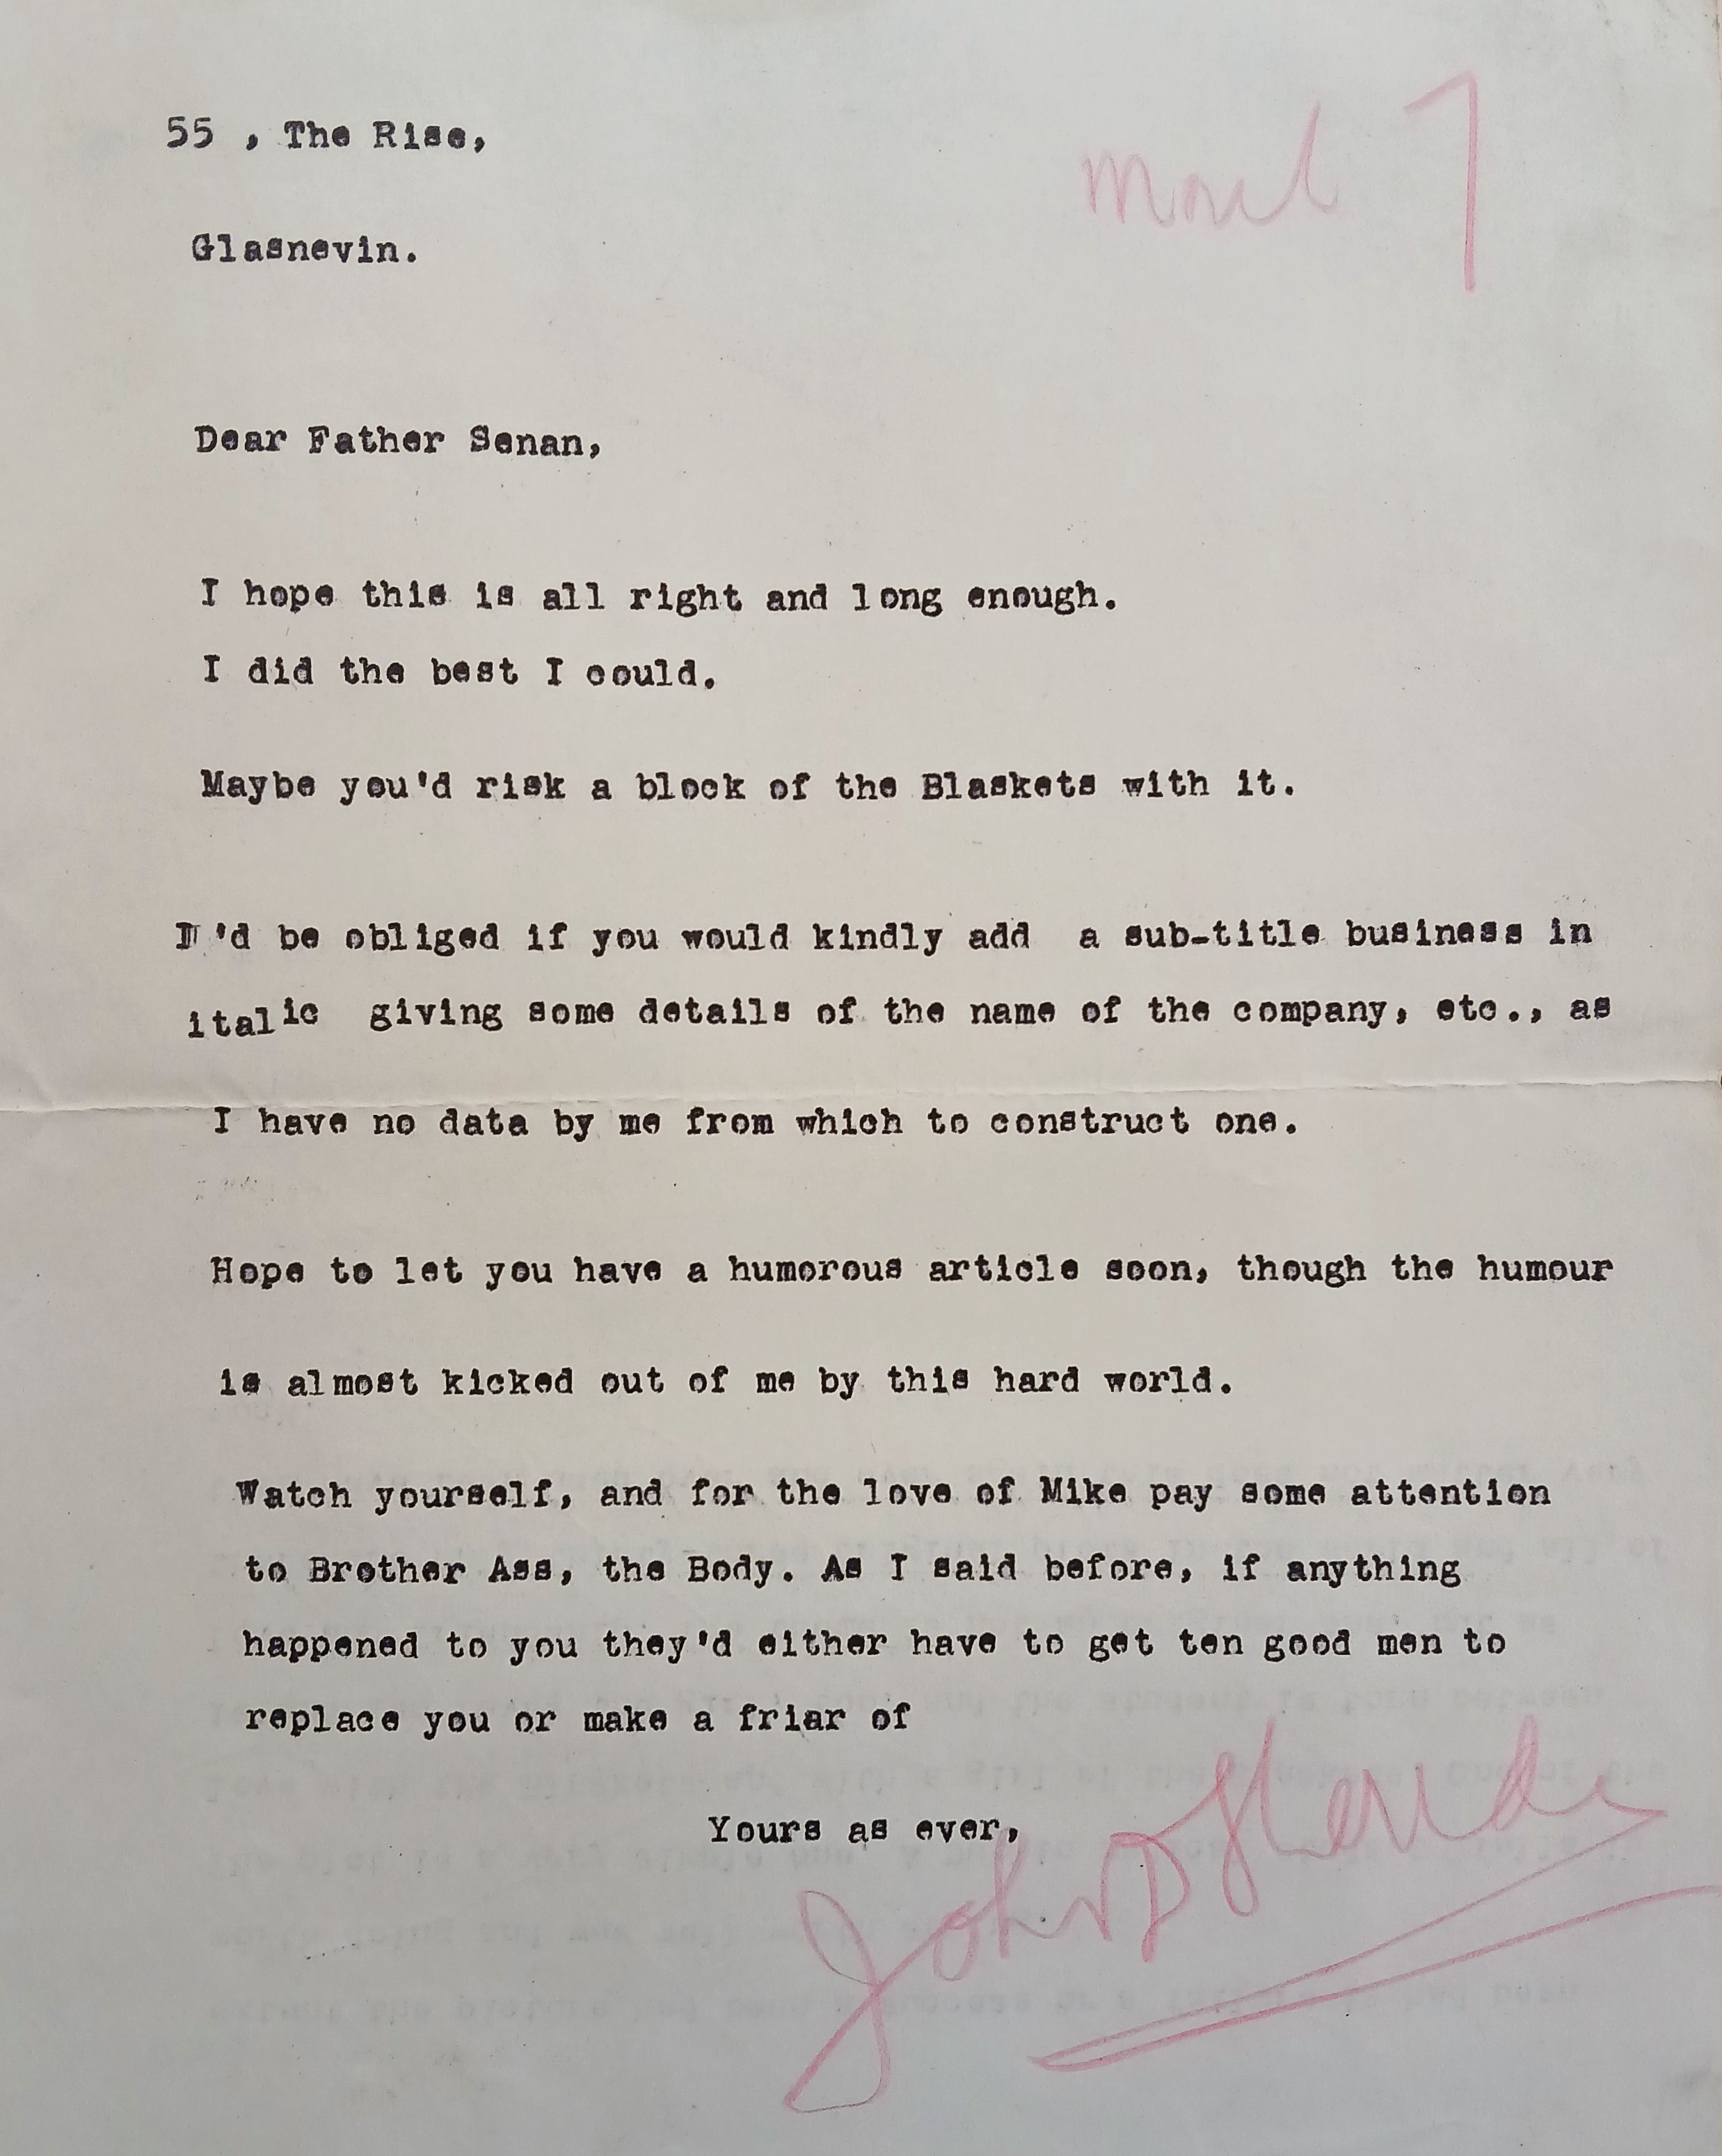 55 , The Rise,
March 7
Glasnevin.
Dear Father Senan,
I hope this is all right and long enough.
I did the best I could.
Maybe you'd risk a block of the Blaskets with it.
I'd be obliged if you would kindly add a sub-title business in
italic giving some details of the name of the company, etc., as
I have no data by me from which to construct one.
Hope to let you have a humorous article soon, though the humour
is almost kicked out of me by this hard world.
Watch yourself, and for the love of Mike pay some attention
to Brother Ass, the Body. As I said before, if anything
happened to you they'd either have to get ten good men to
replace you or make a friar of
Yours as ever,
John D Sheridan